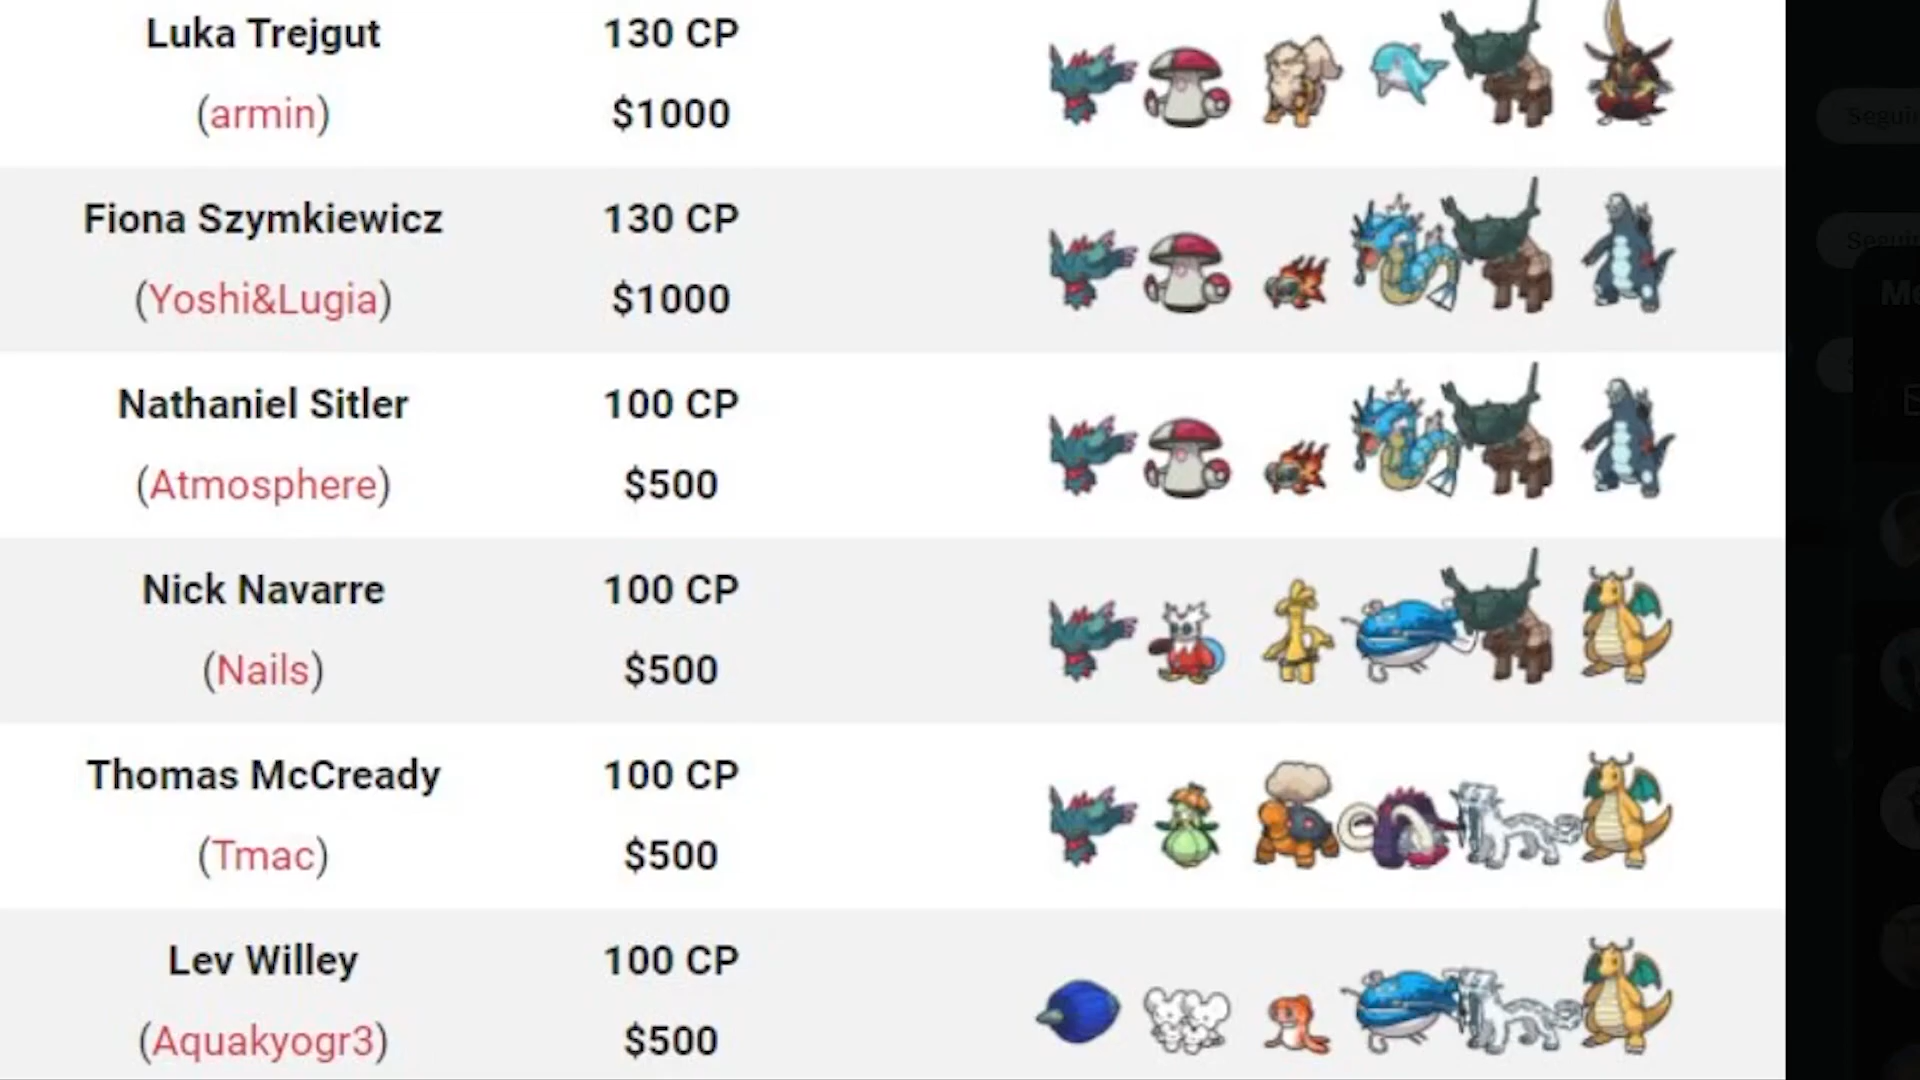 Luka Trejgut 130 CP
(armin) $1000
Fiona Szymkiewicz 130 CP
(Yoshi&Lugia) $1000
Nathaniel Sitler 100 CP
(Atmosphere) $500
Nick Navarre 100 CP
(Nails) $500
Thomas McCready 100 CP
(Tmac) $500
Lev Willey 100 CP
(Aquakyogr3) $500